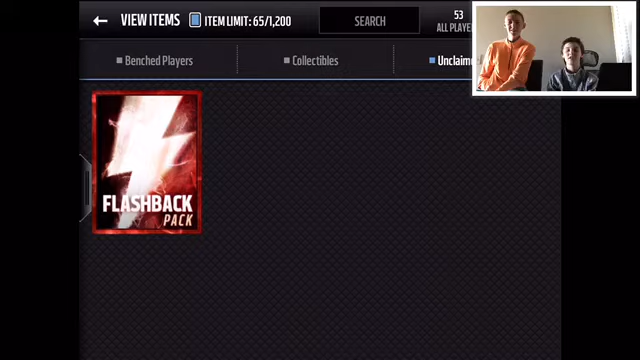 VIEW ITEMS
ITEM LIMIT: 65/1,200
SEARCH
53
ALL PLAYE
Benched Players
Collectibles
Unclaime
FLASHBACK
PACK